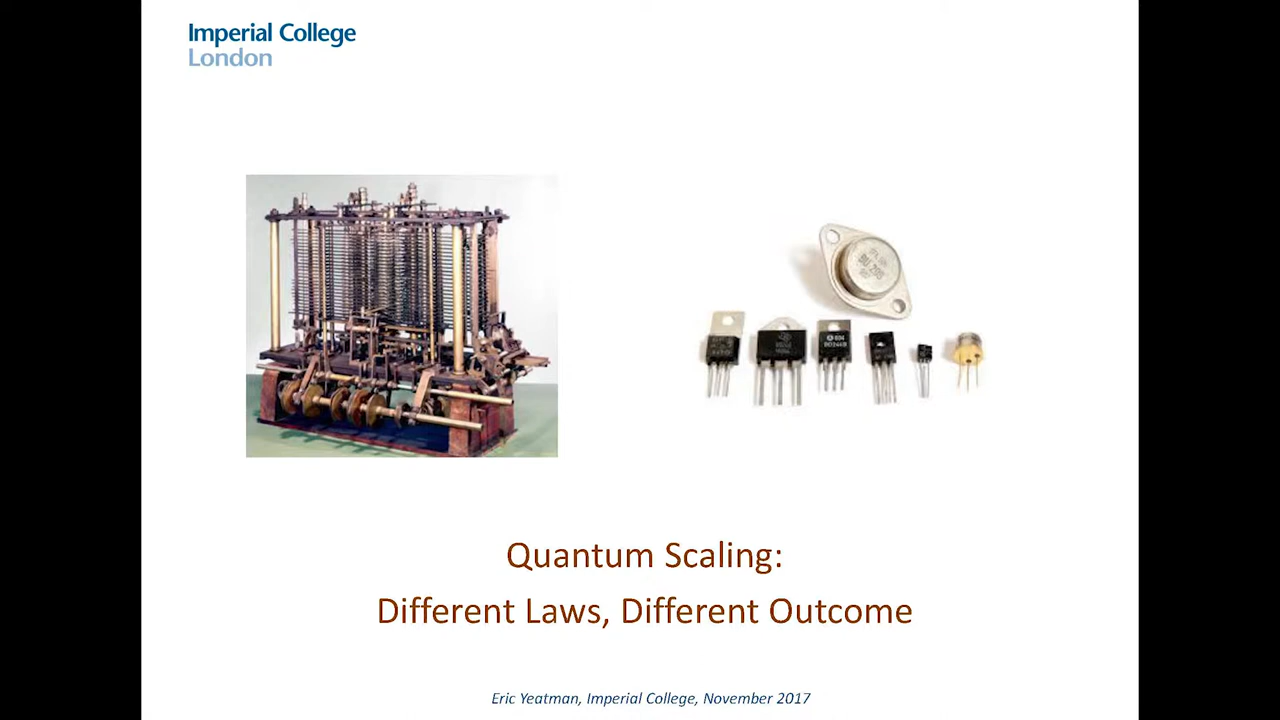 Imperial College
London
Quantum Scaling:
Different Laws, Different Outcome
Eric Yeatman, Imperial College, November 2017